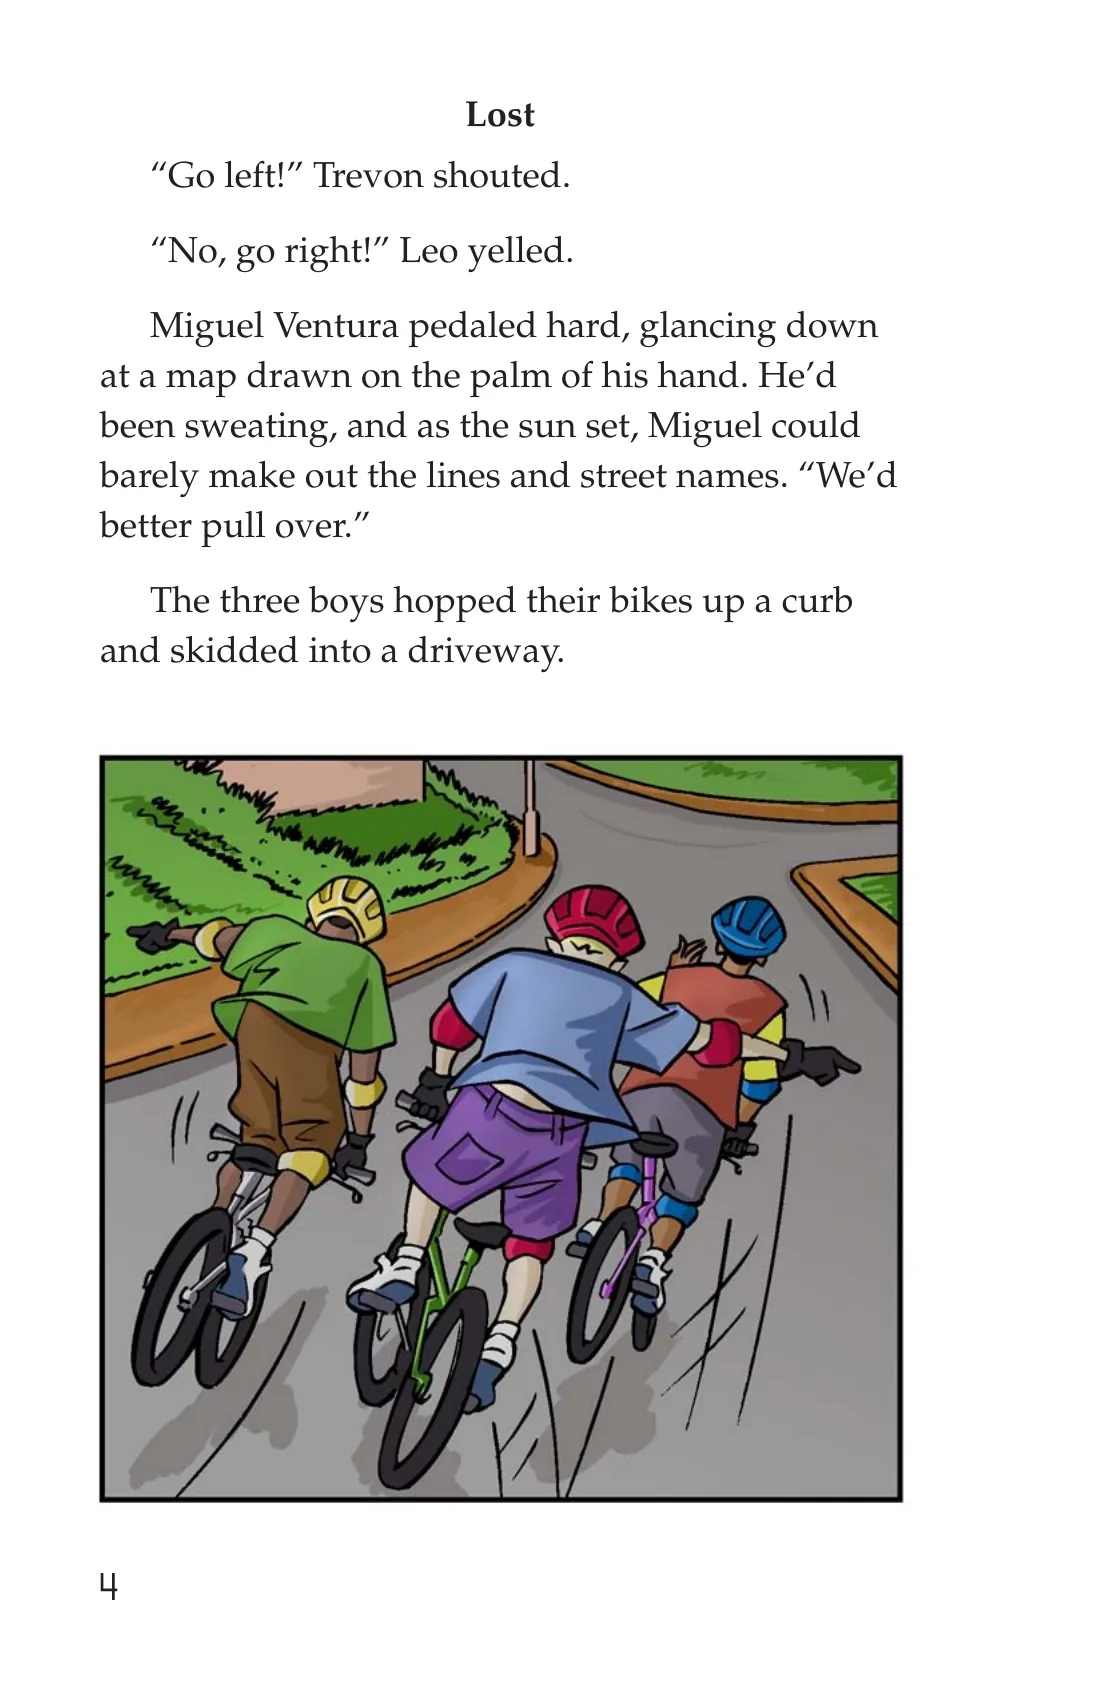 Lost
“Go left!” Trevon shouted.
“No, go right!” Leo yelled.
Miguel Ventura pedaled hard, glancing down
at a map drawn on the palm of his hand. He’d
been sweating, and as the sun set, Miguel could
barely make out the lines and street names. “We’d
better pull over.”
The three boys hopped their bikes up a curb
and skidded into a driveway.
4